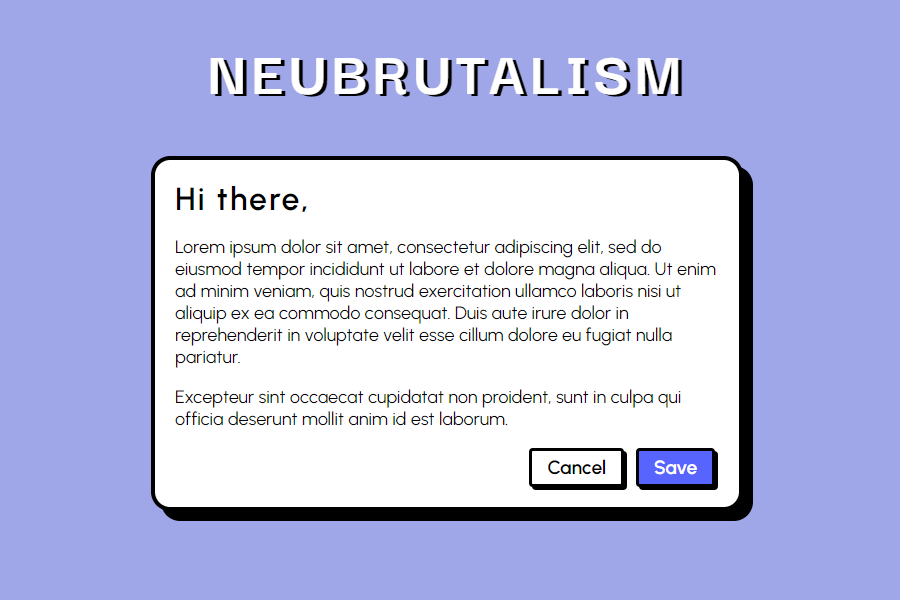 NEUBRUTALISM
Hi there,
Lorem ipsum dolor sit amet, consectetur adipiscing elit, sed do
eiusmod tempor incididunt ut labore et dolore magna aliqua. Ut enim
ad minim veniam, quis nostrud exercitation ullamco laboris nisi ut
aliquip ex ea commodo consequat. Duis aute irure dolor in
reprehenderit in voluptate velit esse cillum dolore eu fugiat nulla
pariatur.
Excepteur sint occaecat cupidatat non proident, sunt in culpa qui
officia deserunt mollit anim id est laborum.
Cancel Save